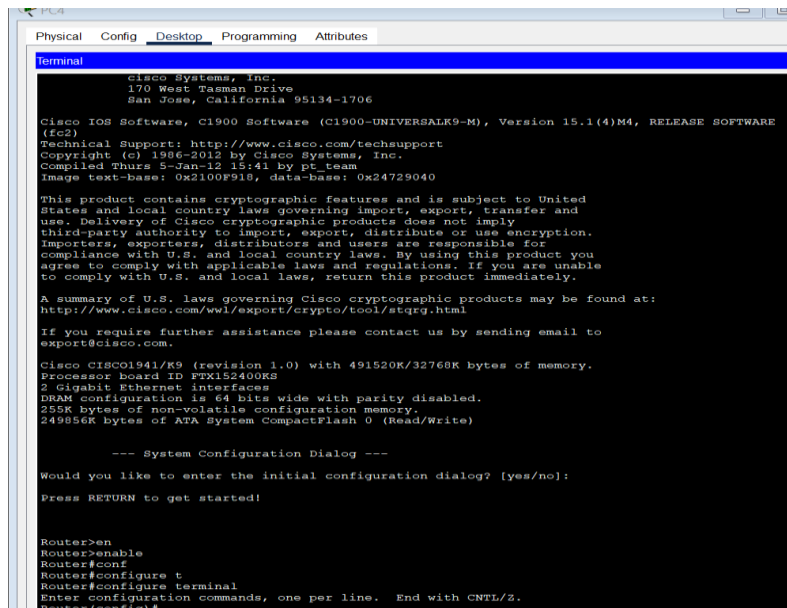 PC4
Physical Config Desktop Programming Attributes
Terminal
cisco Systems, Inc.
170 West Tasman Drive
San Jose, California 95134-1706
Cisco IOS Software, C1900 Software (C1900-UNIVERSALK9-M), Version 15.1(4)M4, RELEASE SOFTWARE
(fc2)
Technical Support: http://www.cisco.com/techsupport
Copyright (c) 1986-2012 by Cisco Systems, Inc.
Compiled Thurs 5-Jan-12 15:41 by pt_team
Image text-base: 0x2100F918, data-base: 0x24729040
This product contains cryptographic features and is subject to United
States and local country laws governing import, export, transfer and
use. Delivery of Cisco cryptographic products does not imply
third-party authority to import, export, distribute or use encryption.
Importers, exporters, distributors and users are responsible for
compliance with U.S. and local country laws. By using this product you
agree to comply with applicable laws and regulations. If you are unable
to comply with U.S. and local laws, return this product immediately.
A summary of U.S. laws governing Cisco cryptographic products may be found at:
http://www.cisco.com/wwl/export/crypto/tool/stqrg.html
If you require further assistance please contact us by sending email to
export@cisco.com.
Cisco CISCO1941/K9 (revision 1.0) with 491520K/32768K bytes of memory.
Processor board ID FTX152400KS
2 Gigabit Ethernet interfaces
DRAM configuration is 64 bits wide with parity disabled.
255K bytes of non-volatile configuration memory.
249856K bytes of ATA System CompactFlash 0 (Read/Write)
--- System Configuration Dialog ---
Would you like to enter the initial configuration dialog? [yes/no]:
Press RETURN to get started!
Router>en
Router>enable
Router#conf
Router#configure t
Router#configure terminal
Enter configuration commands, one per line. End with CNTL/Z.
Router(config)#